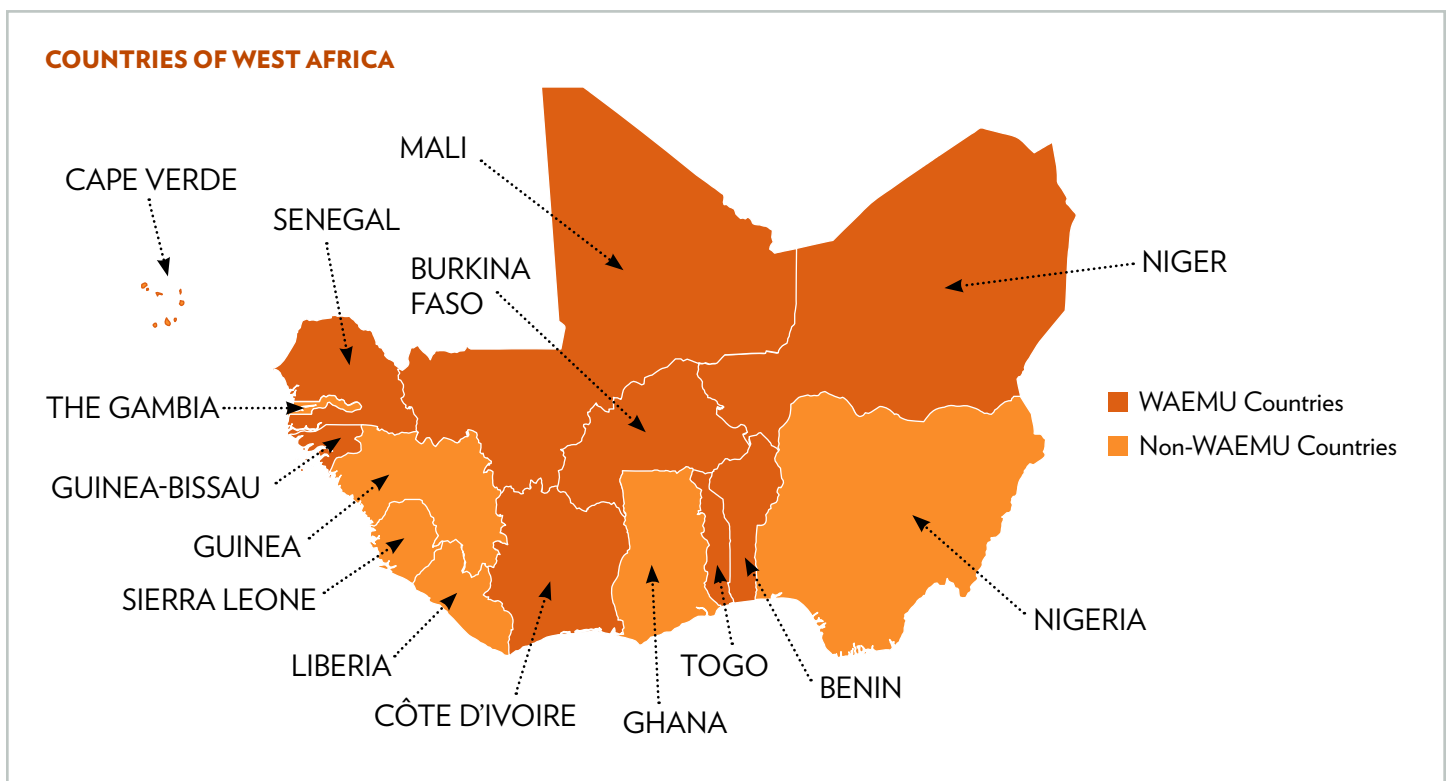 COUNTRIES OF WEST AFRICA
MALI
CAPE VERDE
SENEGAL
BURKINA
FASO
NIGER
THE GAMBIA
WAEMU Countries
Non-WAEMU Countries
GUINEA-BISSAU
GUINEA
SIERRA LEONE
NIGERIA
LIBERIA
TOGO
BENIN
CÔTE D'IVOIRE
GHANA